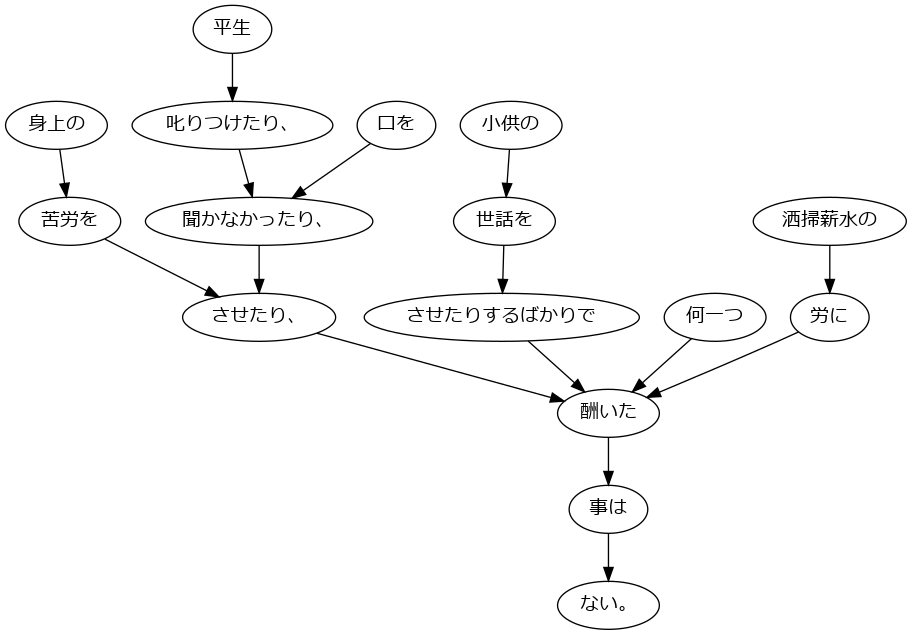 平生
身上の
叱りつけたり、
口を
小供の
苦労を
聞かなかったり、
世話を
洒掃薪水の
させたり、
させたりするばかりで
何一つ
労に
酬いた
事は
ない。